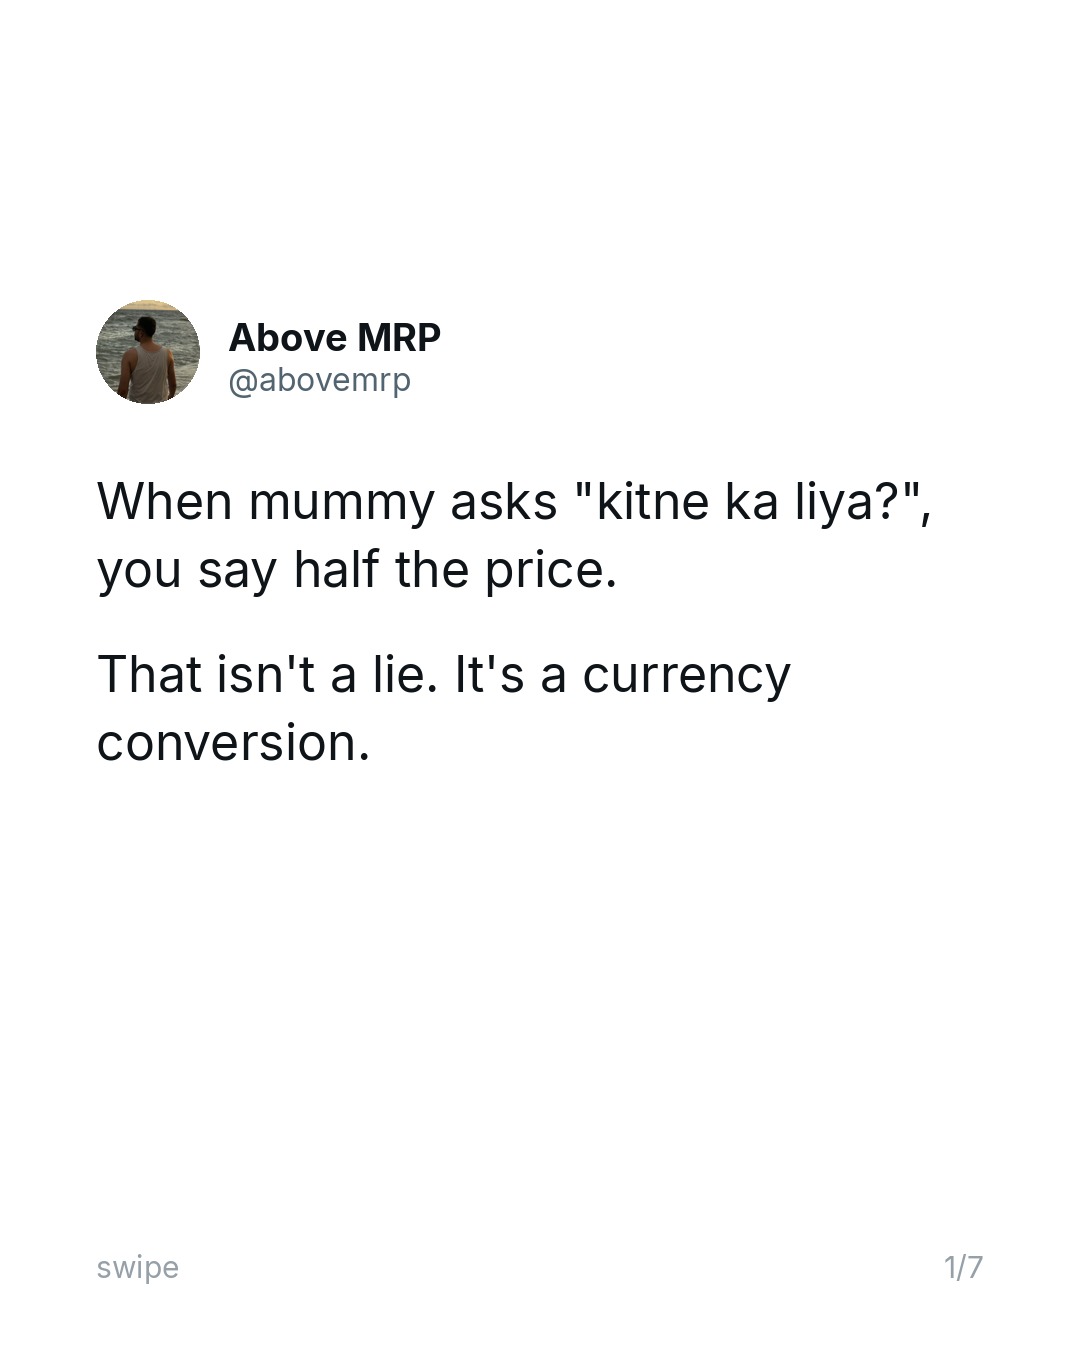 Above MRP
@abovemrp
When mummy asks "kitne ka liya?",
you say half the price.
That isn't a lie. It's a currency
conversion.
swipe
1/7